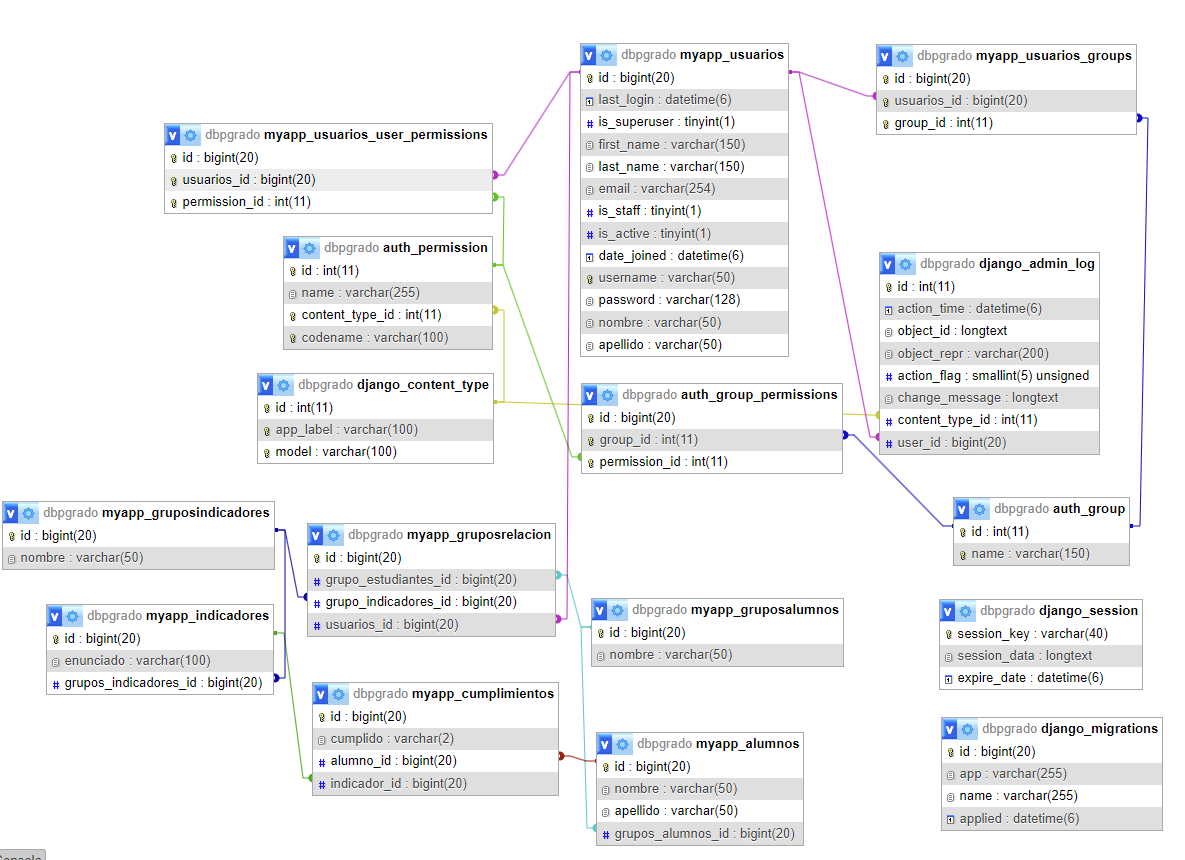 dbpgrado myapp_usuarios
id : bigint(20)
last_login : datetime(6)
is_superuser : tinyint(1)
first_name : varchar(150)
last_name : varchar(150)
email : varchar(254)
is_staff : tinyint(1)
is_active : tinyint(1)
date_joined : datetime(6)
username : varchar(50)
password : varchar(128)
nombre : varchar(50)
apellido : varchar(50)
dbpgrado myapp_usuarios_groups
id : bigint(20)
usuarios_id : bigint(20)
group_id : int(11)
dbpgrado myapp_usuarios_user_permissions
id : bigint(20)
usuarios_id : bigint(20)
permission_id : int(11)
dbpgrado auth_permission
id : int(11)
name : varchar(255)
content_type_id : int(11)
codename : varchar(100)
dbpgrado django_admin_log
id : int(11)
action_time : datetime(6)
object_id : longtext
object_repr : varchar(200)
action_flag : smallint(5) unsigned
change_message : longtext
content_type_id : int(11)
user_id : bigint(20)
dbpgrado django_content_type
id : int(11)
app_label : varchar(100)
model : varchar(100)
dbpgrado auth_group_permissions
id : bigint(20)
group_id : int(11)
permission_id : int(11)
dbpgrado auth_group
id : int(11)
name : varchar(150)
dbpgrado myapp_gruposindicadores
id : bigint(20)
nombre : varchar(50)
dbpgrado myapp_gruposrelacion
id : bigint(20)
grupo_estudiantes_id : bigint(20)
grupo_indicadores_id : bigint(20)
usuarios_id : bigint(20)
dbpgrado myapp_indicadores
id : bigint(20)
enunciado : varchar(100)
grupos_indicadores_id : bigint(20)
dbpgrado myapp_gruposalumnos
id : bigint(20)
nombre : varchar(50)
dbpgrado django_session
session_key : varchar(40)
session_data : longtext
expire_date : datetime(6)
dbpgrado myapp_cumplimientos
id : bigint(20)
cumplido : varchar(2)
alumno_id : bigint(20)
indicador_id : bigint(20)
dbpgrado myapp_alumnos
id : bigint(20)
nombre : varchar(50)
apellido : varchar(50)
grupos_alumnos_id : bigint(20)
dbpgrado django_migrations
id : bigint(20)
app : varchar(255)
name : varchar(255)
applied : datetime(6)